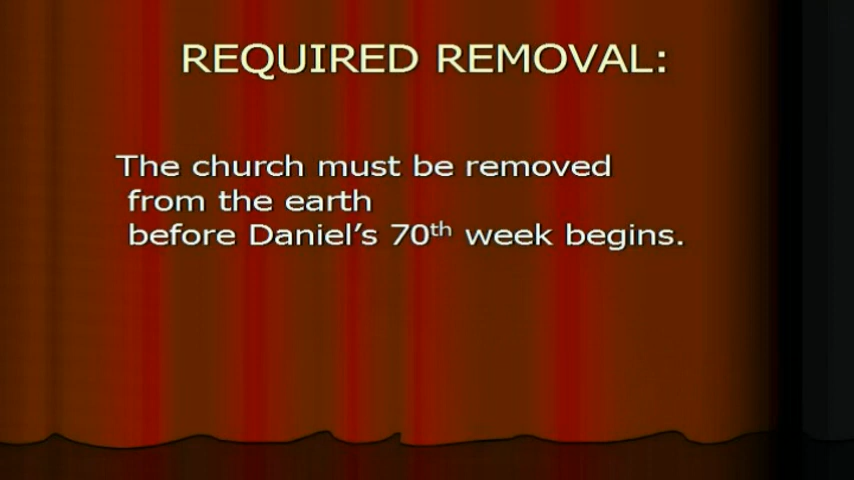 REQUIRED REMOVAL:
The church must be removed
from the earth
before Daniel’s 70th week begins.